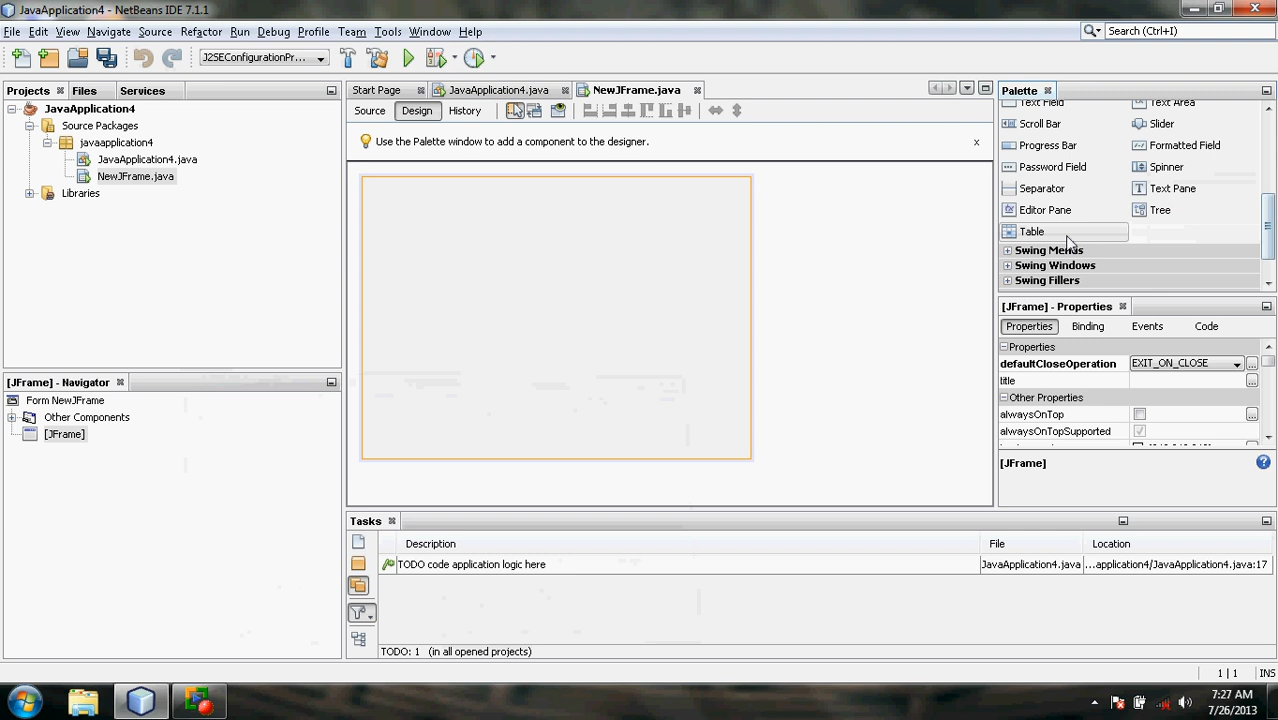 JavaApplication4 - NetBeans IDE 7.1.1
File Edit View Navigate Source Refactor Run Debug Profile Team Tools Window Help
Search (Ctrl+I)
J2SEConfigurationPr...
Projects Files Services
JavaApplication4
Source Packages
javaapplication4
JavaApplication4.java
NewJFrame.java
Libraries
[JFrame] - Navigator
Form NewJFrame
Other Components
[JFrame]
Start Page JavaApplication4.java NewJFrame.java
Source Design History
Use the Palette window to add a component to the designer. x
Palette
Text Field Text Area
Scroll Bar Slider
Progress Bar Formatted Field
Password Field Spinner
Separator Text Pane
Editor Pane Tree
Table
Swing Menus
Swing Windows
Swing Fillers
[JFrame] - Properties
Properties Binding Events Code
Properties
defaultCloseOperation EXIT_ON_CLOSE
title
Other Properties
alwaysOnTop
alwaysOnTopSupported
[JFrame]
Tasks
Description File Location
TODO code application logic here JavaApplication4.java ...application4/JavaApplication4.java:17
TODO: 1 (in all opened projects)
1 | 1 INS
7:27 AM
7/26/2013